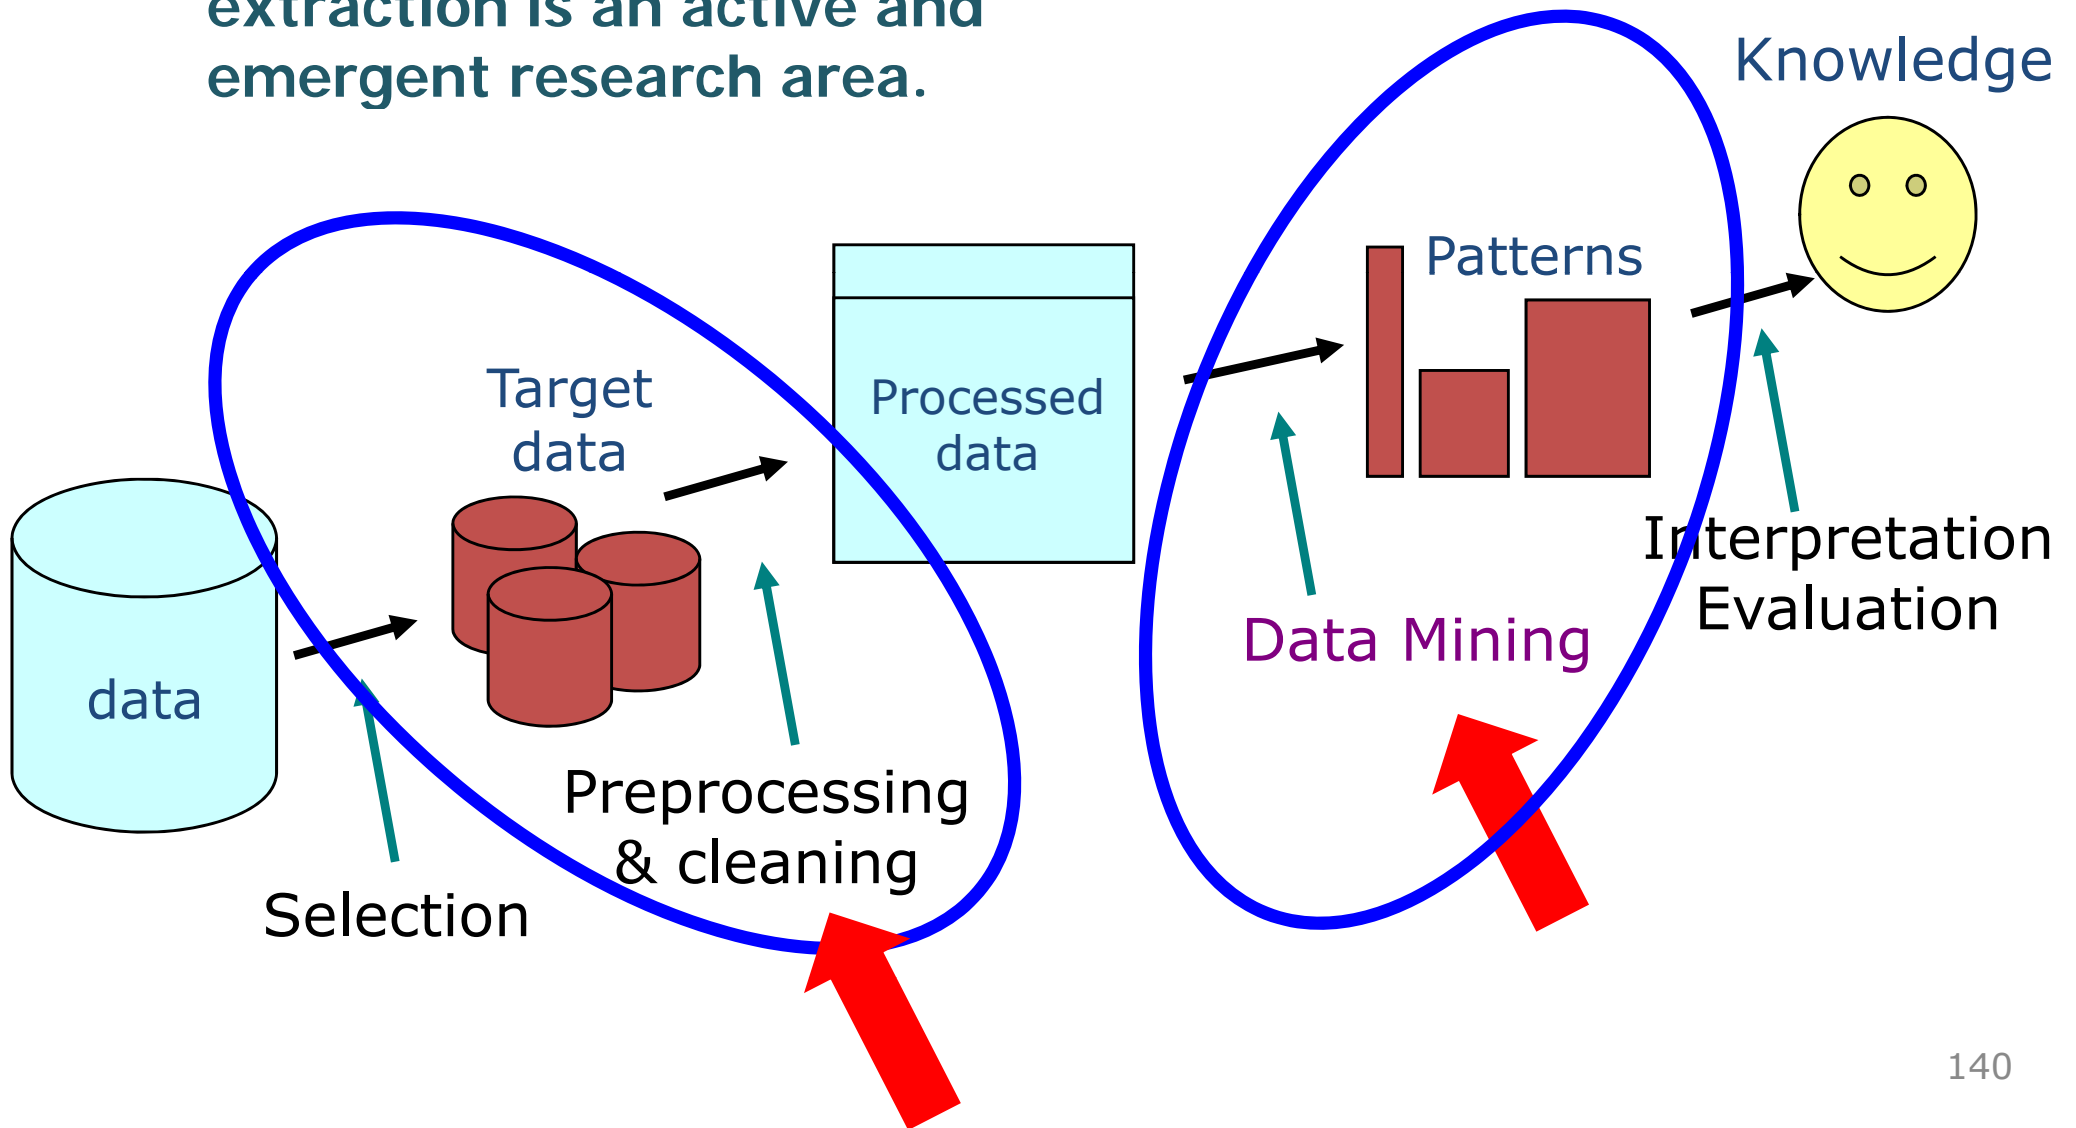 extraction is an active and
emergent research area.
Knowledge
Patterns
Target
data
Processed
data
data
Interpretation
Evaluation
Data Mining
Preprocessing
& cleaning
Selection
140